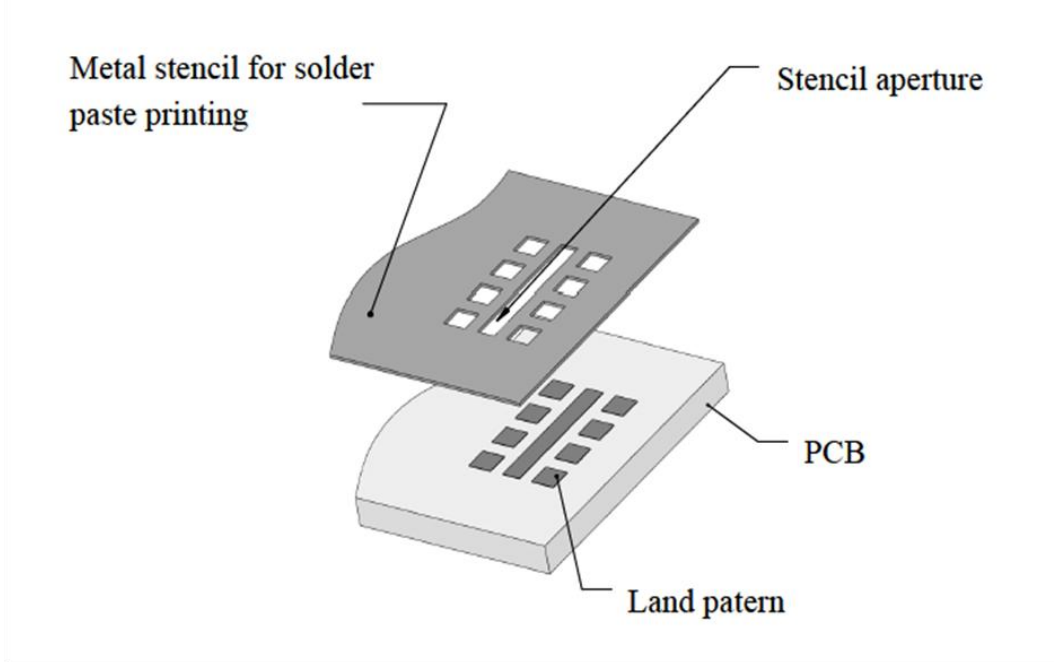 Metal stencil for solder
paste printing
Stencil aperture
PCB
Land patern